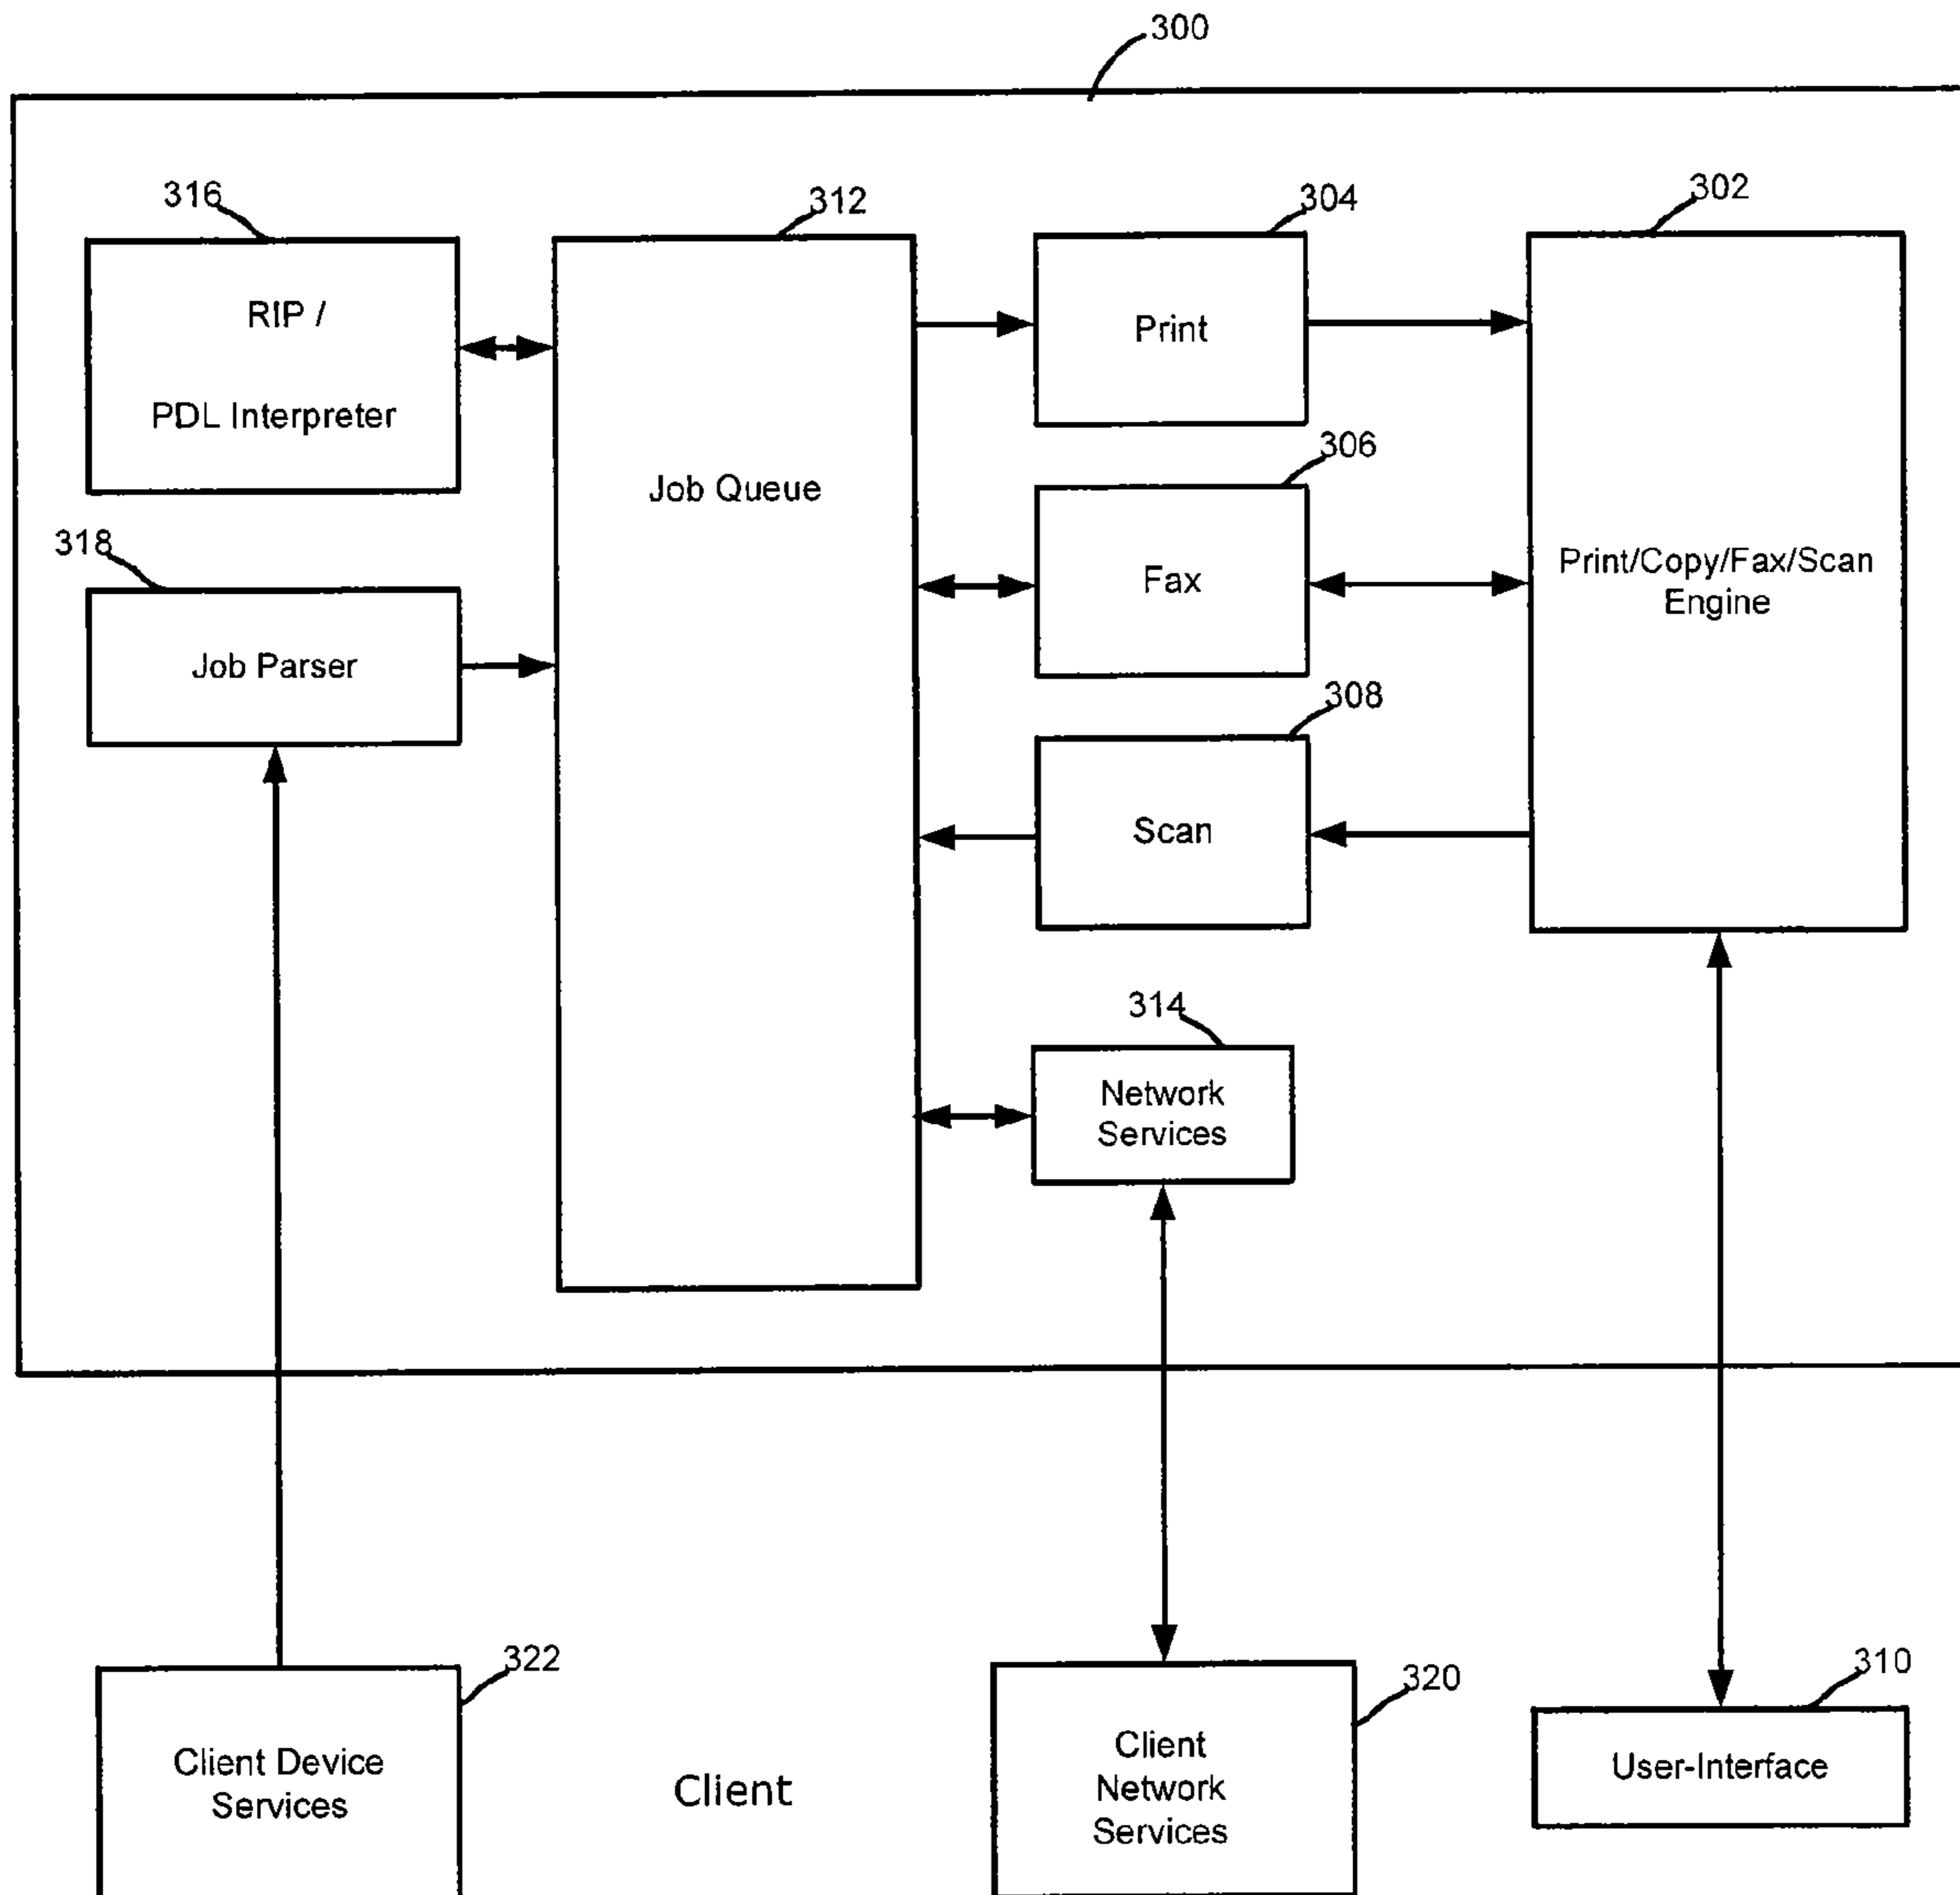 300
316
312
304
302
RIP /
PDL Interpreter
Job Queue
Print
306
Print/Copy/Fax/Scan
Engine
Fax
318
Job Parser
308
Scan
314
Network
Services
322
320
310
Client Device
Services
Client
Client
Network
Services
User-Interface